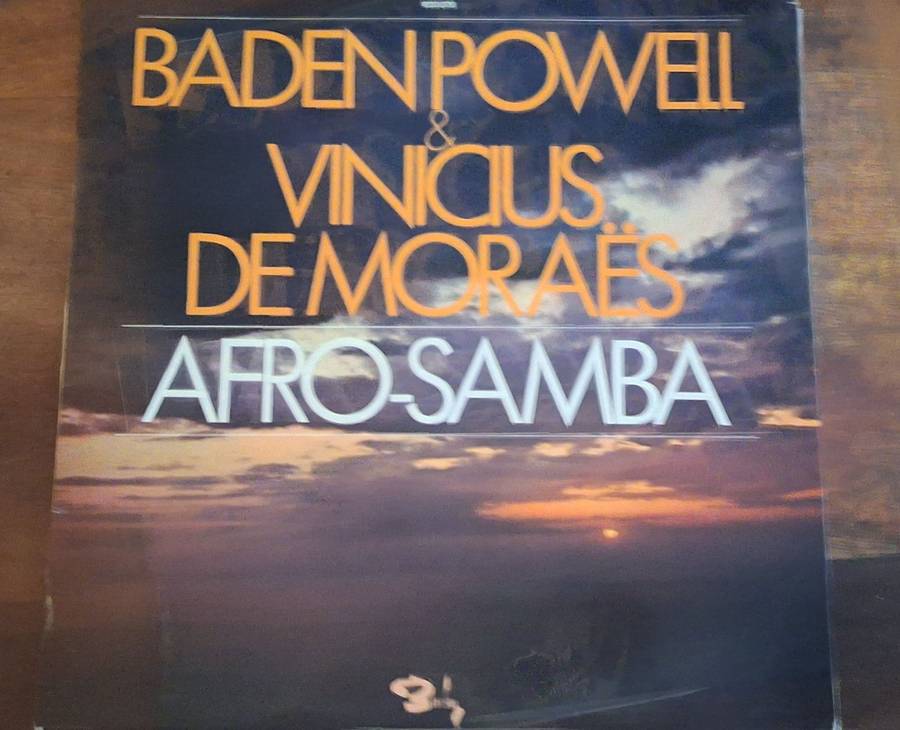 BADEN POWELL
&
VINICIUS
DE MORAËS
AFRO-SAMBA